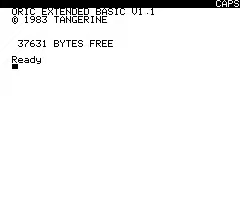 CAPS
ORIC EXTENDED BASIC V1.1
© 1983 TANGERINE
37631 BYTES FREE
Ready